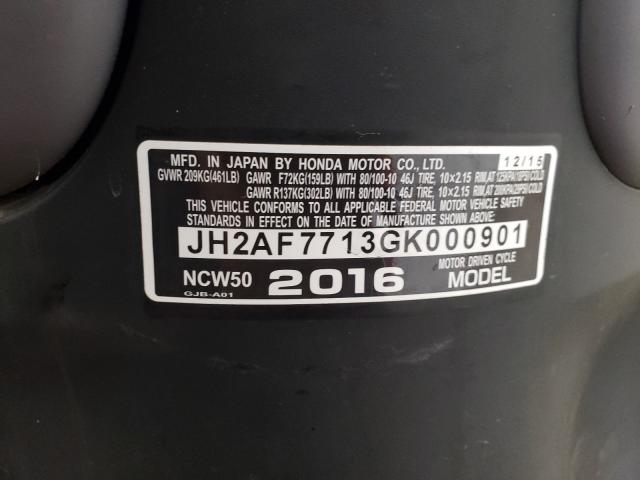 12/15
MFD. IN JAPAN BY HONDA MOTOR CO., LTD.
GVWR 209KG(461LB) GAWR F72KG(159LB) WITH 80/100-10 46J TIRE, 10×2.15 RIM, AT 125KPA(18PSI)COLD
GAWR R137KG(302LB) WITH 80/100-10 46J TIRE, 10×2.15 RIM, AT 200KPA(29PSI)COLD
THIS VEHICLE CONFORMS TO ALL APPLICABLE FEDERAL MOTOR VEHICLE SAFETY
STANDARDS IN EFFECT ON THE DATE OF MANUFACTURE SHOWN ABOVE.
JH2AF7713GK000901
MOTOR DRIVEN CYCLE
NCW50 2016 MODEL
GJB-A01